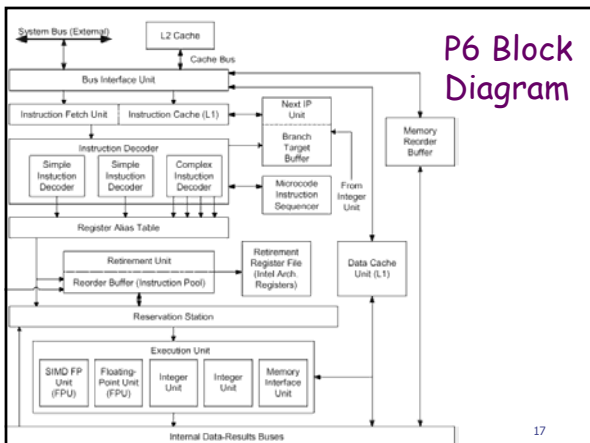 System Bus (External)
L2 Cache
P6 Block
Diagram
Cache Bus
Bus Interface Unit
Instruction Fetch Unit
Instruction Cache (L1)
Next IP
Unit
Branch
Target
Buffer
Memory
Reorder
Buffer
Instruction Decoder
Simple
Instuction
Decoder
Simple
Instuction
Decoder
Complex
Instuction
Decoder
Microcode
Instruction
Sequencer
From
Integer
Unit
Register Alias Table
Retirement Unit
Reorder Buffer (Instruction Pool)
Retirement
Register File
(Intel Arch.
Registers)
Data Cache
Unit (L1)
Reservation Station
Execution Unit
SIMD FP
Unit
(FPU)
Floating-
Point Unit
(FPU)
Integer
Unit
Integer
Unit
Memory
Interface
Unit
Internal Data-Results Buses
17